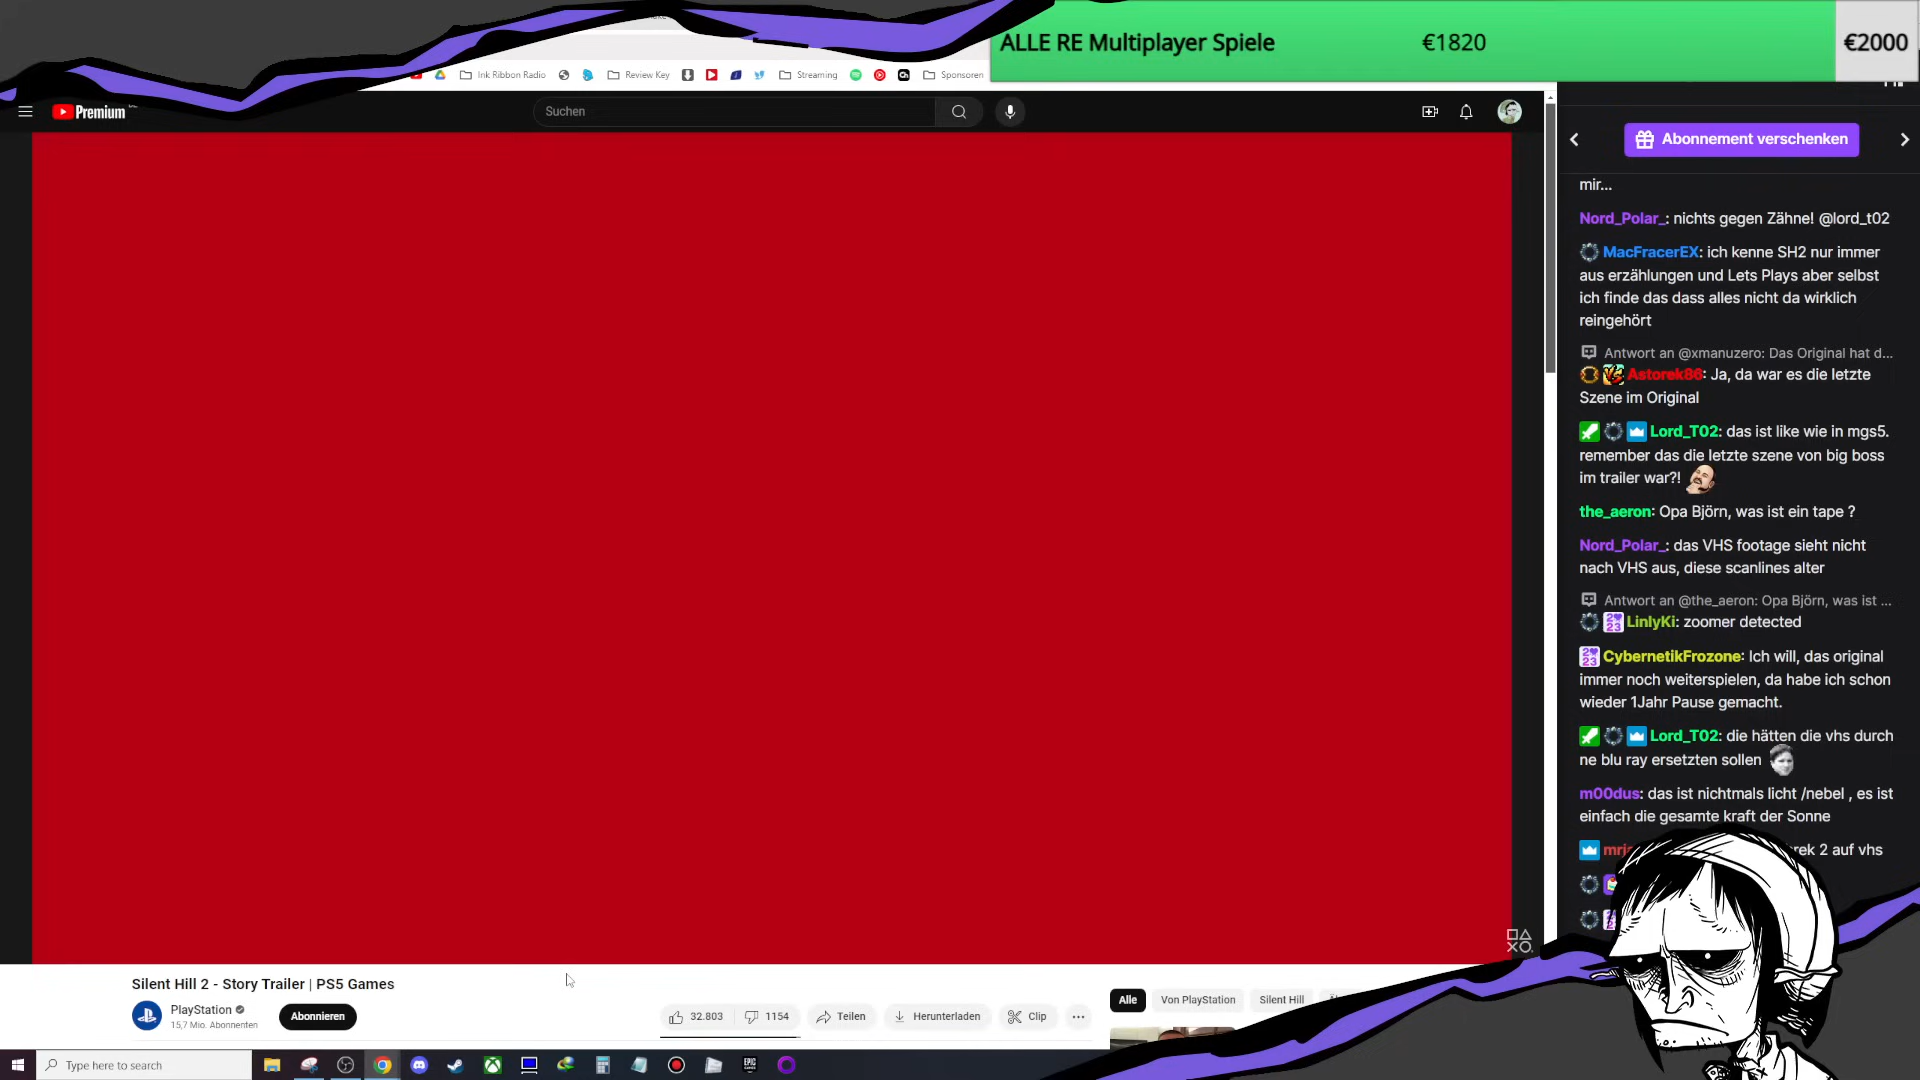 ALLE RE Multiplayer Spiele €1820 €2000
Ink Ribbon Radio Review Key Streaming Sponsoren
Premium
Suchen
Abonnement verschenken
mir...
Nord_Polar_: nichts gegen Zähne! @lord_t02
MacFracerEX: ich kenne SH2 nur immer
aus erzählungen und Lets Plays aber selbst
ich finde das dass alles nicht da wirklich
reingehört
Antwort an @xmanuzero: Das Original hat d...
Astorek86: Ja, da war es die letzte
Szene im Original
Lord_T02: das ist like wie in mgs5.
remember das die letzte szene von big boss
im trailer war?!
the_aeron: Opa Björn, was ist ein tape ?
Nord_Polar_: das VHS footage sieht nicht
nach VHS aus, diese scanlines alter
Antwort an @the_aeron: Opa Björn, was ist ...
LinlyKi: zoomer detected
CybernetikFrozone: Ich will, das original
immer noch weiterspielen, da habe ich schon
wieder 1Jahr Pause gemacht.
Lord_T02: die hätten die vhs durch
ne blu ray ersetzten sollen
m00dus: das ist nichtmals licht /nebel , es ist
einfach die gesamte kraft der Sonne
2 auf vhs
Silent Hill 2 - Story Trailer | PS5 Games
PlayStation
15,7 Mio. Abonnenten
Abonnieren
32.803 1154 Teilen Herunterladen Clip
Alle Von PlayStation Silent Hill
Type here to search